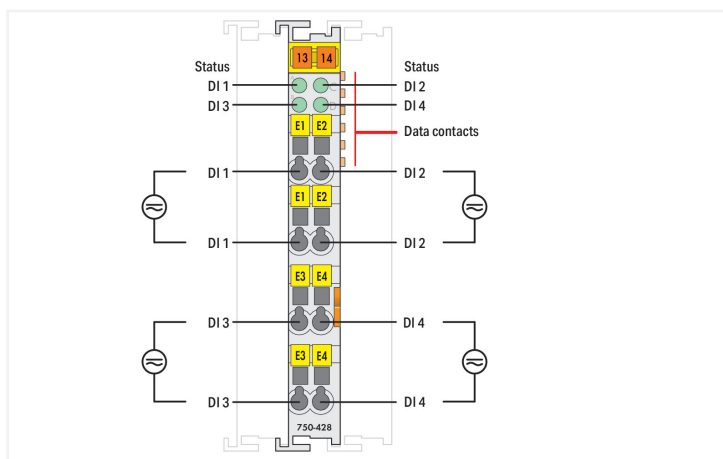 13 14
Status Status
DI 1 DI 2
DI 3 DI 4
E1 E2
Data contacts
DI 1 DI 2
E1 E2
DI 1 DI 2
E3 E4
DI 3 DI 4
E3 E4
DI 3 DI 4
750-428